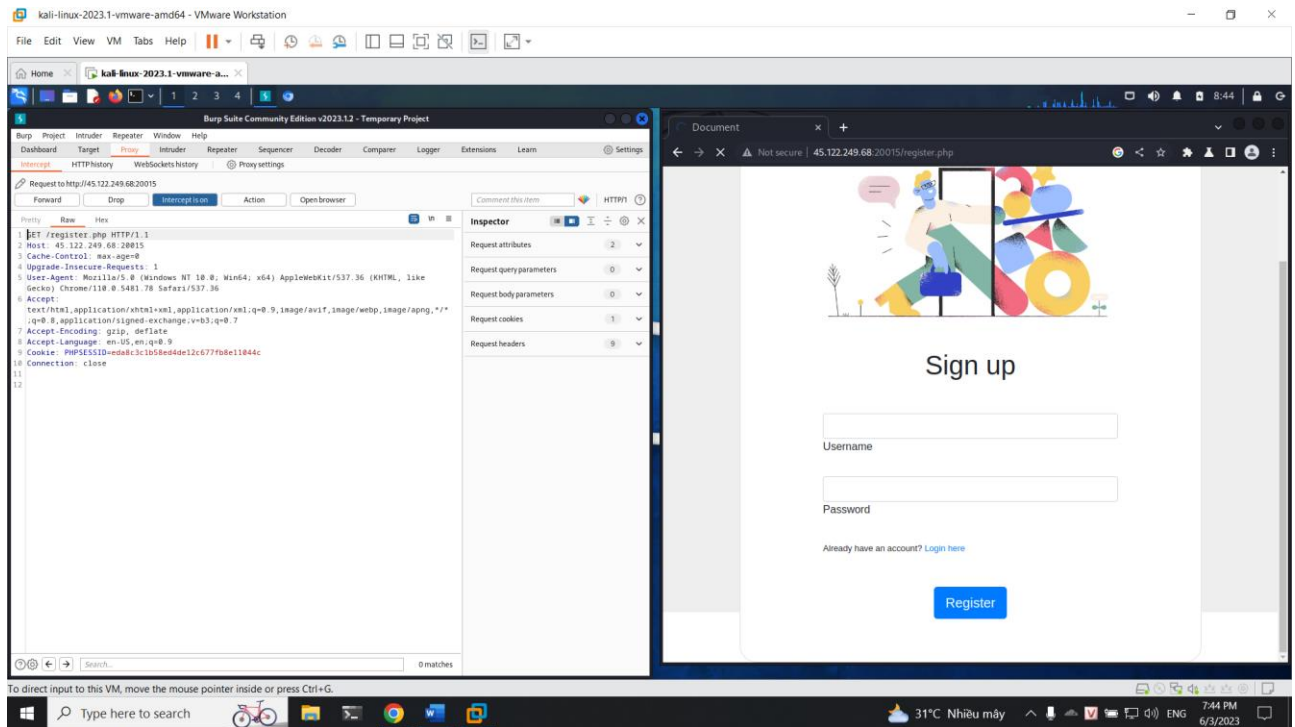 kali-linux-2023.1-vmware-amd64 - VMware Workstation
File Edit View VM Tabs Help
Home
kali-linux-2023.1-vmware-a...
1 2 3 4
8:44
Burp Suite Community Edition v2023.1.2 - Temporary Project
Burp Project Intruder Repeater Window Help
Dashboard Target Proxy Intruder Repeater Sequencer Decoder Comparer Logger Extensions Learn Settings
Intercept HTTP history WebSockets history Proxy settings
Request to http://45.122.249.68:20015
Forward Drop Intercept is on Action Open browser Comment this item HTTP/1
Pretty Raw Hex
1 GET /register.php HTTP/1.1
2 Host: 45.122.249.68:20015
3 Cache-Control: max-age=0
4 Upgrade-Insecure-Requests: 1
5 User-Agent: Mozilla/5.0 (Windows NT 10.0; Win64; x64) AppleWebKit/537.36 (KHTML, like
Gecko) Chrome/110.0.5481.78 Safari/537.36
6 Accept:
text/html,application/xhtml+xml,application/xml;q=0.9,image/avif,image/webp,image/apng,*/*
;q=0.8,application/signed-exchange;v=b3;q=0.7
7 Accept-Encoding: gzip, deflate
8 Accept-Language: en-US,en;q=0.9
9 Cookie: PHPSESSID=eda8c3c1b58ed4de12c677fb8e11044c
10 Connection: close
11
12
Inspector
Request attributes 2
Request query parameters 0
Request body parameters 0
Request cookies 1
Request headers 9
Search...
0 matches
Document
Not secure | 45.122.249.68:20015/register.php
Sign up
Username
Password
Already have an account? Login here
Register
To direct input to this VM, move the mouse pointer inside or press Ctrl+G.
Type here to search
31°C Nhiều mây
ENG
7:44 PM
6/3/2023